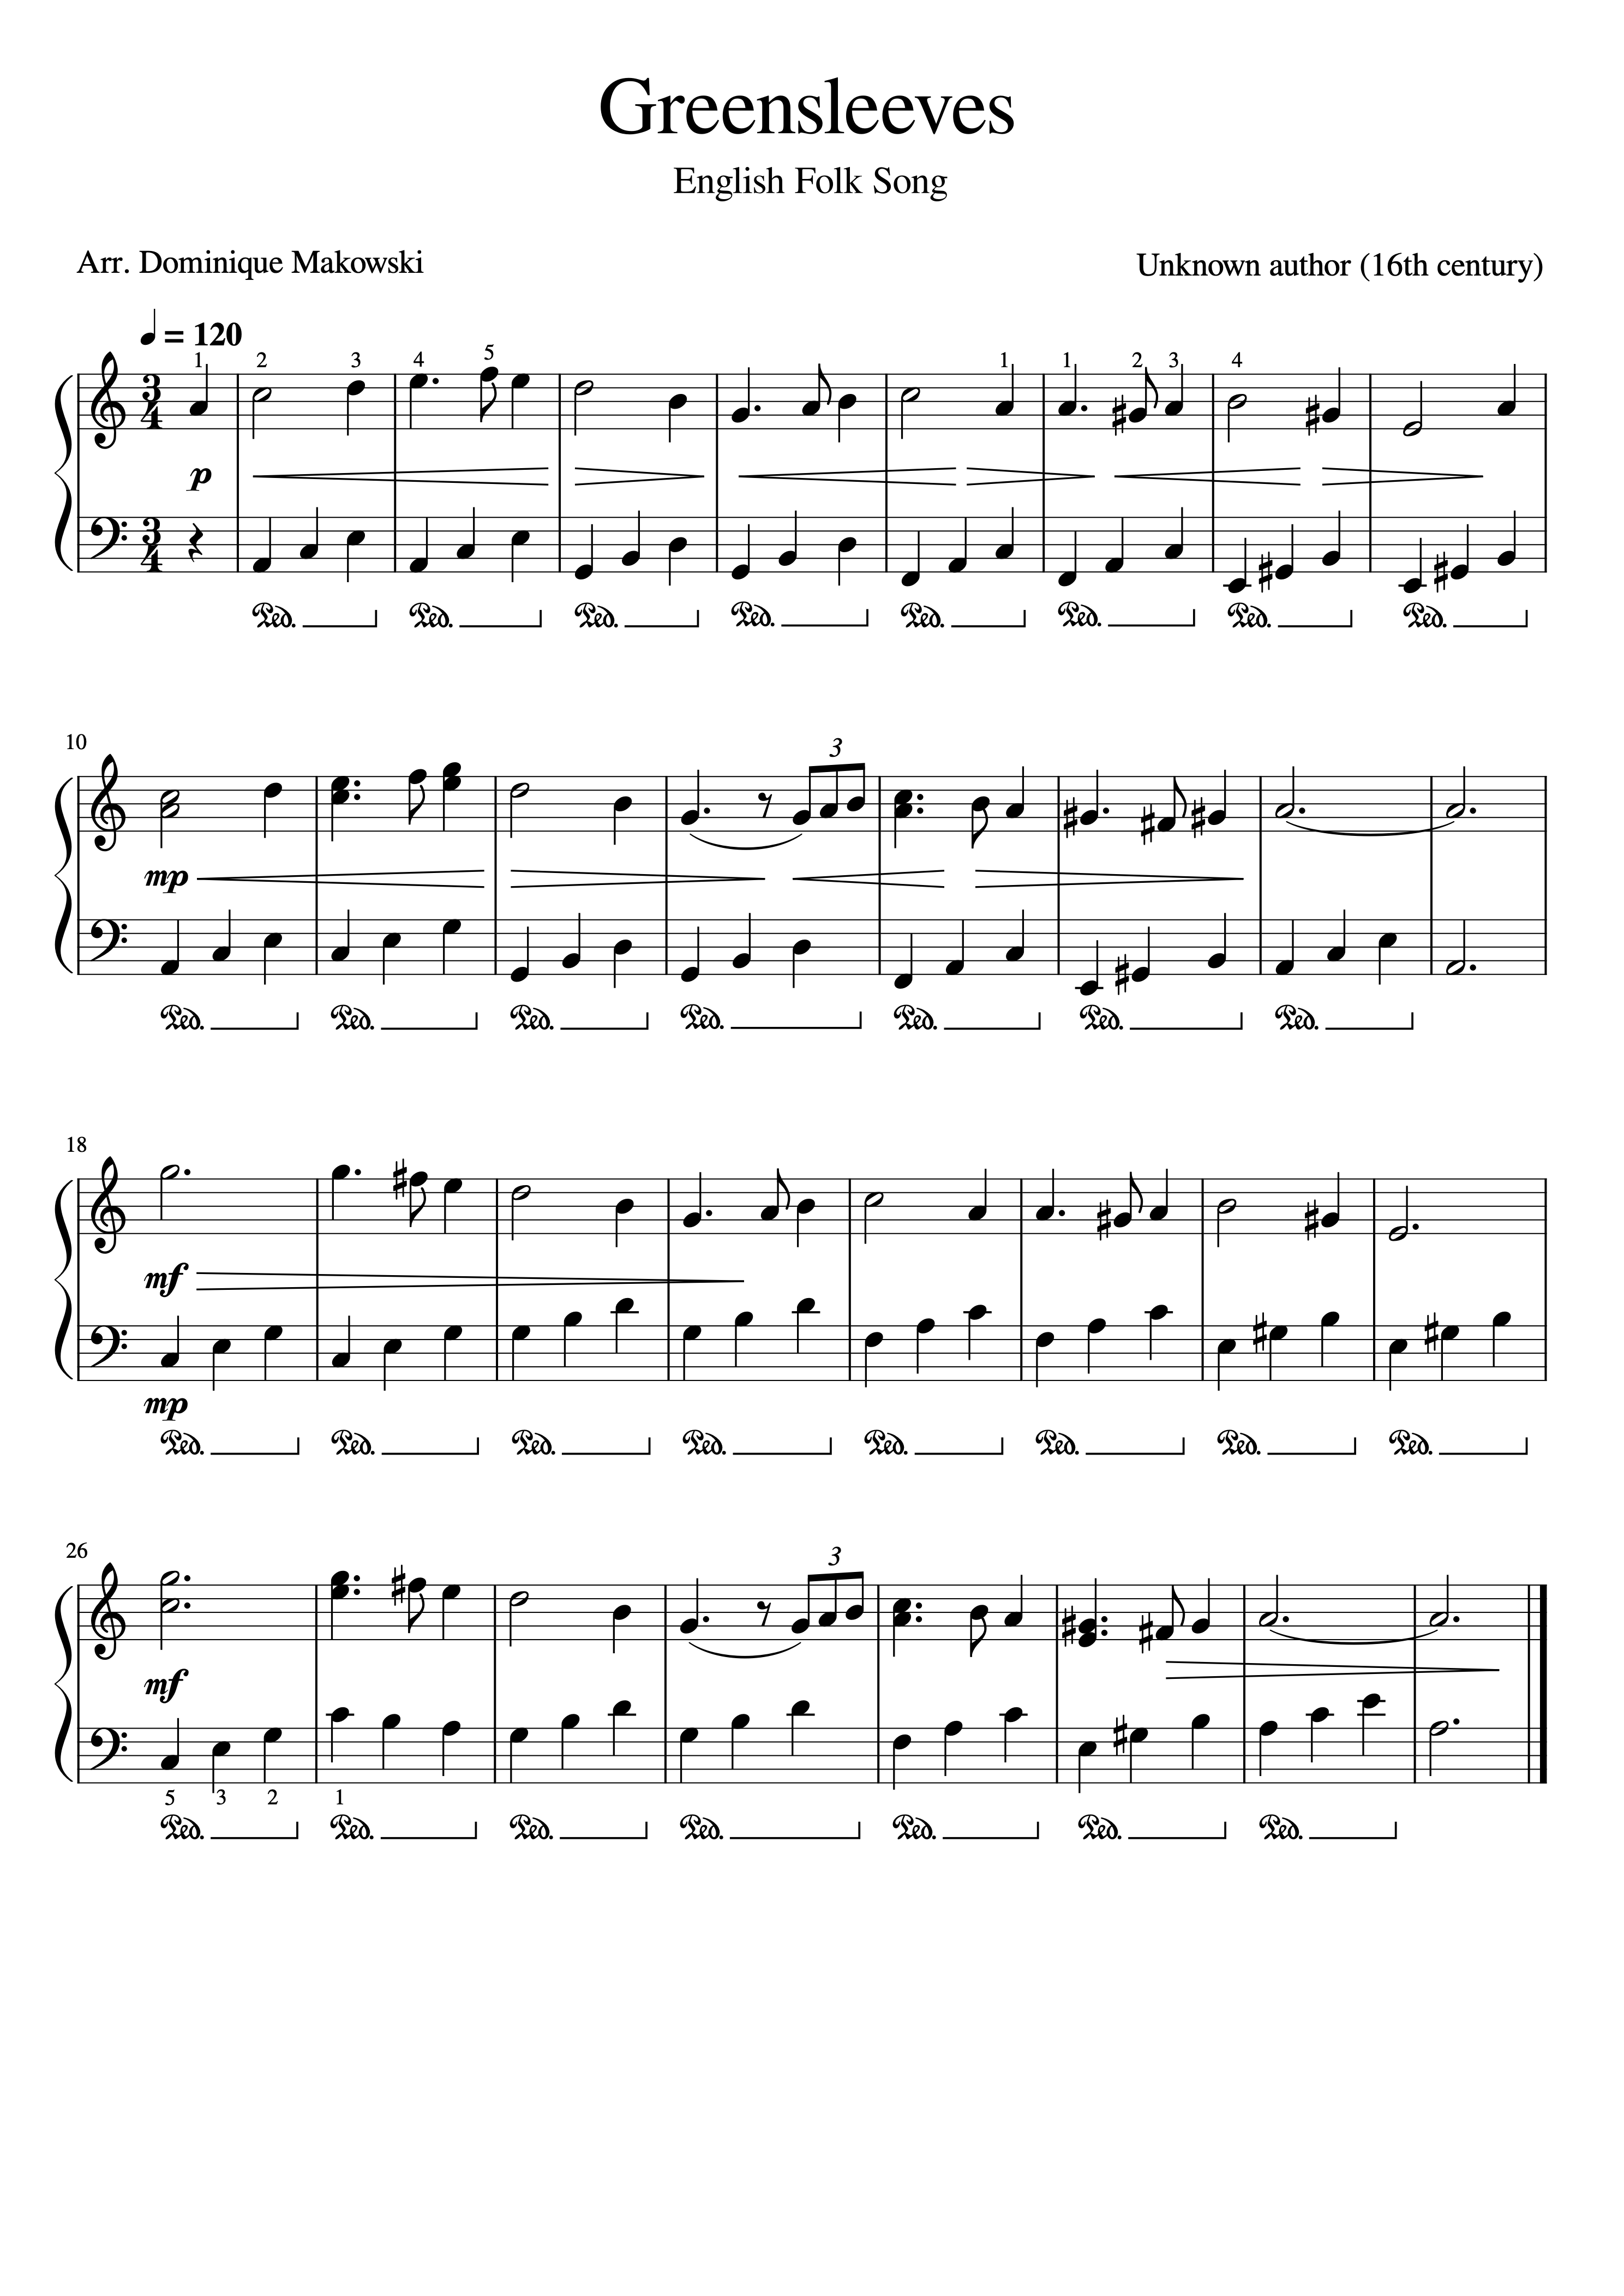 Greensleeves
English Folk Song
Arr. Dominique Makowski
Unknown author (16th century)
= 120
1 2 3 4 5 1 1 2 3 4
3 4
p
3 4
Ped. Ped. Ped. Ped. Ped. Ped. Ped. Ped.
10
3
mp
Ped. Ped. Ped. Ped. Ped. Ped. Ped.
18
mf
mp
Ped. Ped. Ped. Ped. Ped. Ped. Ped. Ped.
26
3
mf
5 3 2 1
Ped. Ped. Ped. Ped. Ped. Ped. Ped.